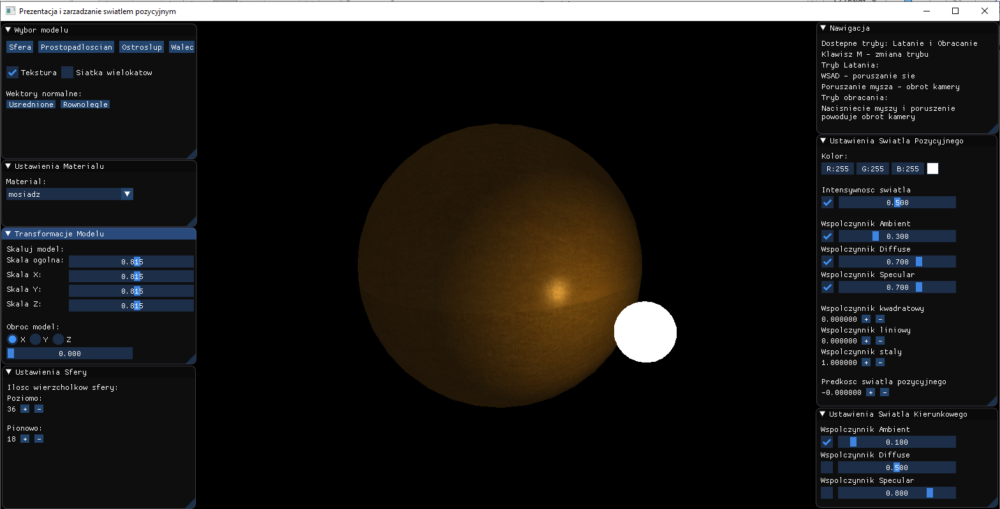 Prezentacja i zarzadzanie swiatlem pozycyjnym
Wybor modelu
Sfera Prostopadloscian Ostroslup Walec
Tekstura Siatka wielokatow
Wektory normalne:
Usrednione Rownolegle
Ustawienia Materialu
Material:
mosiadz
Transformacje Modelu
Skaluj model:
Skala ogolna: 0.815
Skala X: 0.815
Skala Y: 0.815
Skala Z: 0.815
Obroc model:
X Y Z
0.000
Ustawienia Sfery
Ilosc wierzcholkow sfery:
Poziomo:
36 + -
Pionowo:
18 + -
Nawigacja
Dostepne tryby: Latanie i Obracanie
Klawisz M - zmiana trybu
Tryb Latania:
WSAD - poruszanie sie
Poruszanie mysza - obrot kamery
Tryb obracania:
Nacisniecie myszy i poruszenie
powoduje obrot kamery
Ustawienia Swiatla Pozycyjnego
Kolor:
R:255 G:255 B:255
Intensywnosc swiatla
0.500
Wspolczynnik Ambient
0.300
Wspolczynnik Diffuse
0.700
Wspolczynnik Specular
0.700
Wspolczynnik kwadratowy
0.000000 + -
Wspolczynnik liniowy
0.000000 + -
Wspolczynnik staly
1.000000 + -
Predkosc swiatla pozycyjnego
-0.000000 + -
Ustawienia Swiatla Kierunkowego
Wspolczynnik Ambient
0.100
Wspolczynnik Diffuse
0.500
Wspolczynnik Specular
0.800